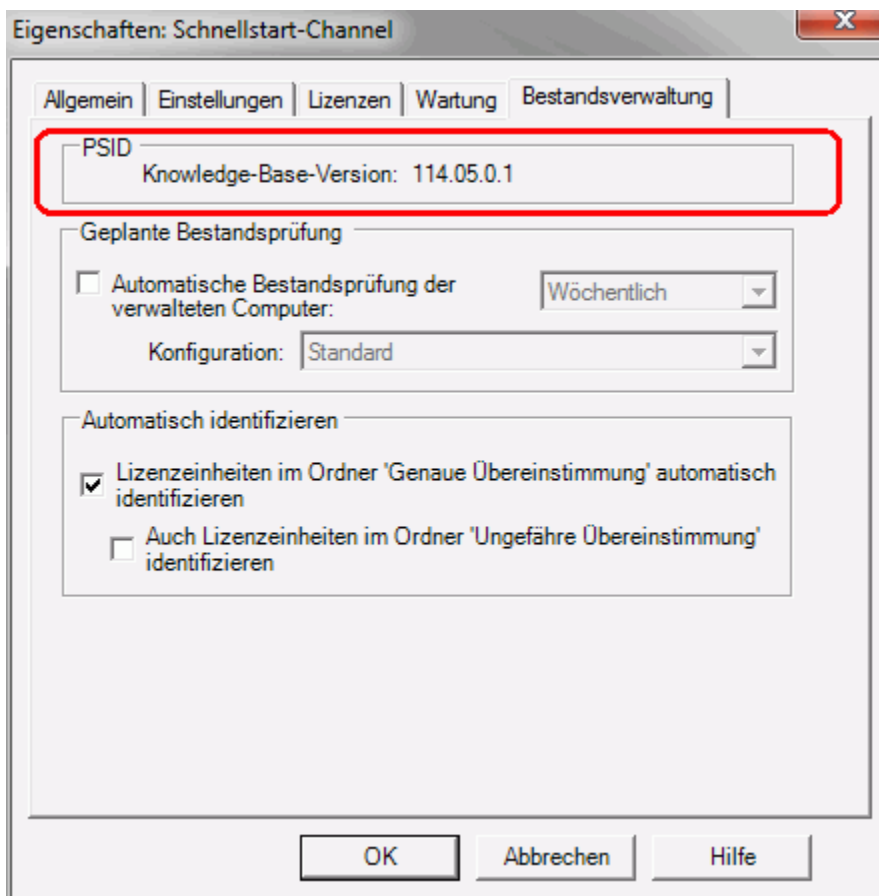 Eigenschaften: Schnellstart-Channel
Allgemein
Einstellungen
Lizenzen
Wartung
Bestandsverwaltung
PSID
Knowledge-Base-Version: 114.05.0.1
Geplante Bestandsprüfung
Automatische Bestandsprüfung der
verwalteten Computer:
Wöchentlich
Konfiguration:
Standard
Automatisch identifizieren
Lizenzeinheiten im Ordner 'Genaue Übereinstimmung' automatisch
identifizieren
Auch Lizenzeinheiten im Ordner 'Ungefähre Übereinstimmung'
identifizieren
OK
Abbrechen
Hilfe